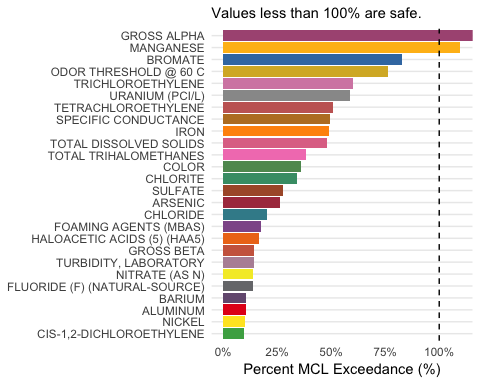 Values less than 100% are safe.
GROSS ALPHA
MANGANESE
BROMATE
ODOR THRESHOLD @ 60 C
TRICHLOROETHYLENE
URANIUM (PCI/L)
TETRACHLOROETHYLENE
SPECIFIC CONDUCTANCE
IRON
TOTAL DISSOLVED SOLIDS
TOTAL TRIHALOMETHANES
COLOR
CHLORITE
SULFATE
ARSENIC
CHLORIDE
FOAMING AGENTS (MBAS)
HALOACETIC ACIDS (5) (HAA5)
GROSS BETA
TURBIDITY, LABORATORY
NITRATE (AS N)
FLUORIDE (F) (NATURAL-SOURCE)
BARIUM
ALUMINUM
NICKEL
CIS-1,2-DICHLOROETHYLENE
0% 25% 50% 75% 100%
Percent MCL Exceedance (%)